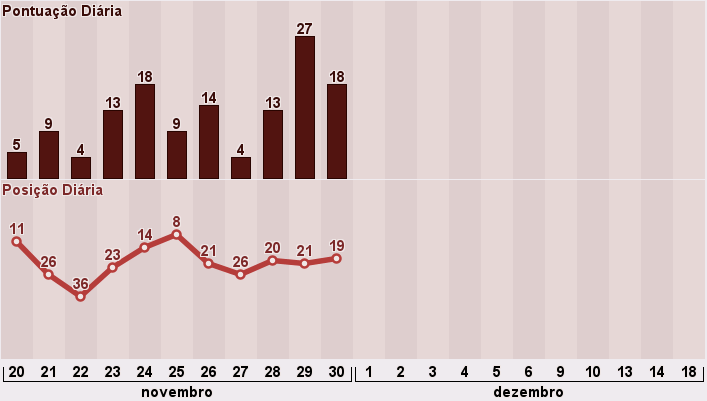 Pontuação Diária
5 9 4 13 18 9 14 4 13 27 18
Posição Diária
11 26 36 23 14 8 21 26 20 21 19
20 21 22 23 24 25 26 27 28 29 30 1 2 3 4 5 6 9 10 13 14 18
novembro dezembro